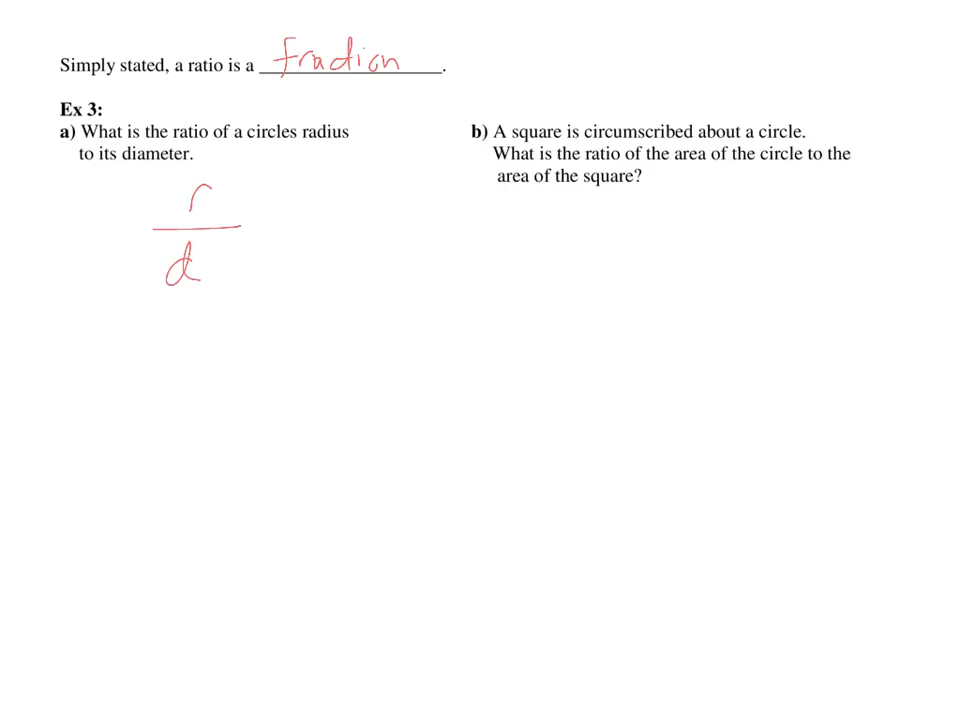 Simply stated, a ratio is a fraction.
Ex 3:
a) What is the ratio of a circles radius
to its diameter.
r
d
b) A square is circumscribed about a circle.
What is the ratio of the area of the circle to the
area of the square?